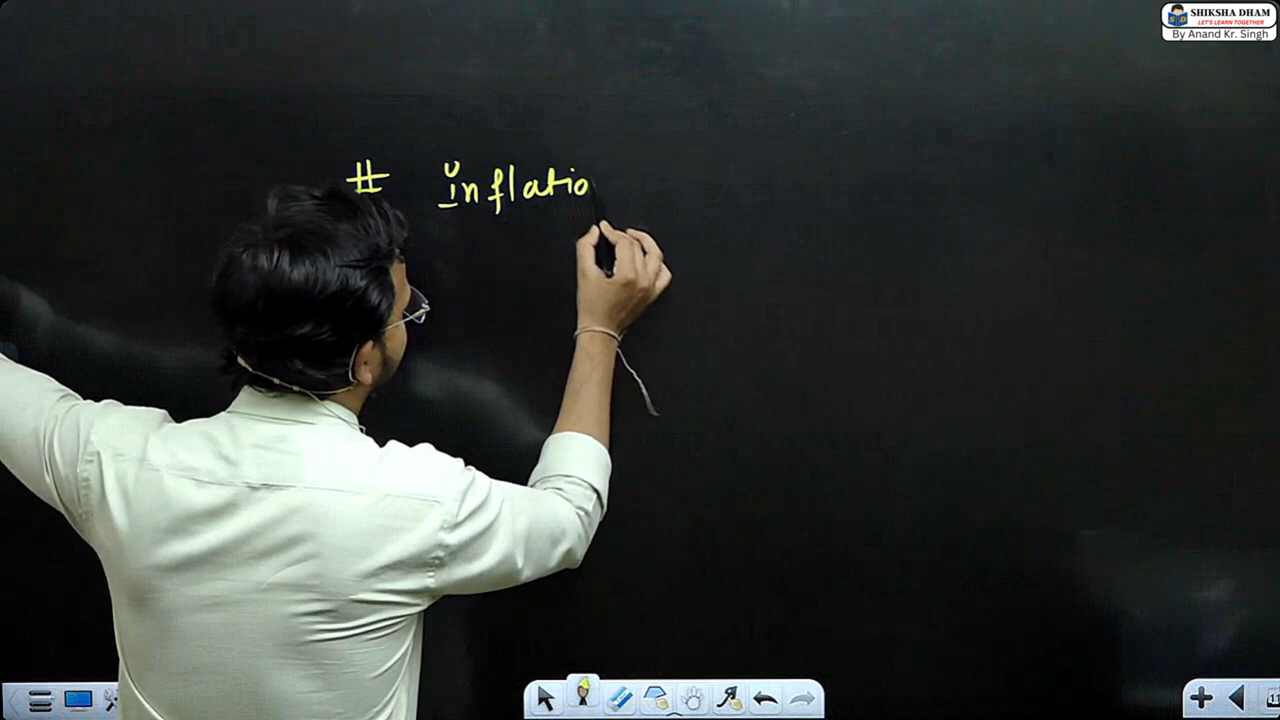 SHIKSHA DHAM
LET'S LEARN TOGETHER
By Anand Kr. Singh
# inflatio